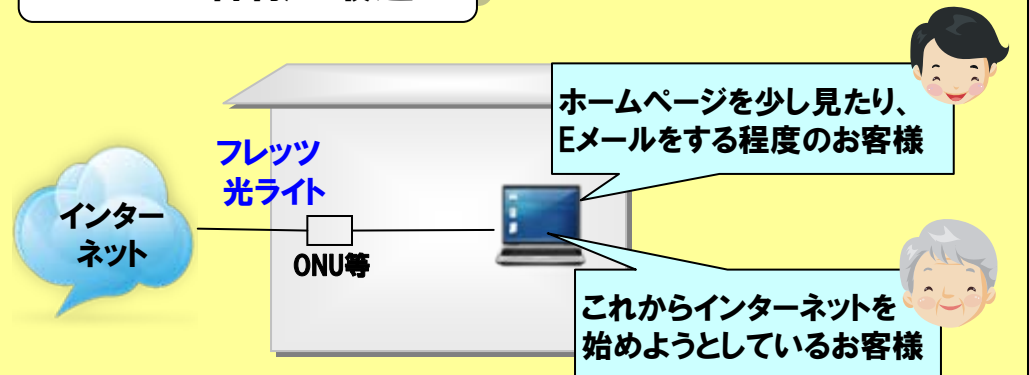 ホームページを少し見たり、
Eメールをする程度のお客様
フレッツ
光ライト
インター
ネット
ONU等
これからインターネットを
始めようとしているお客様